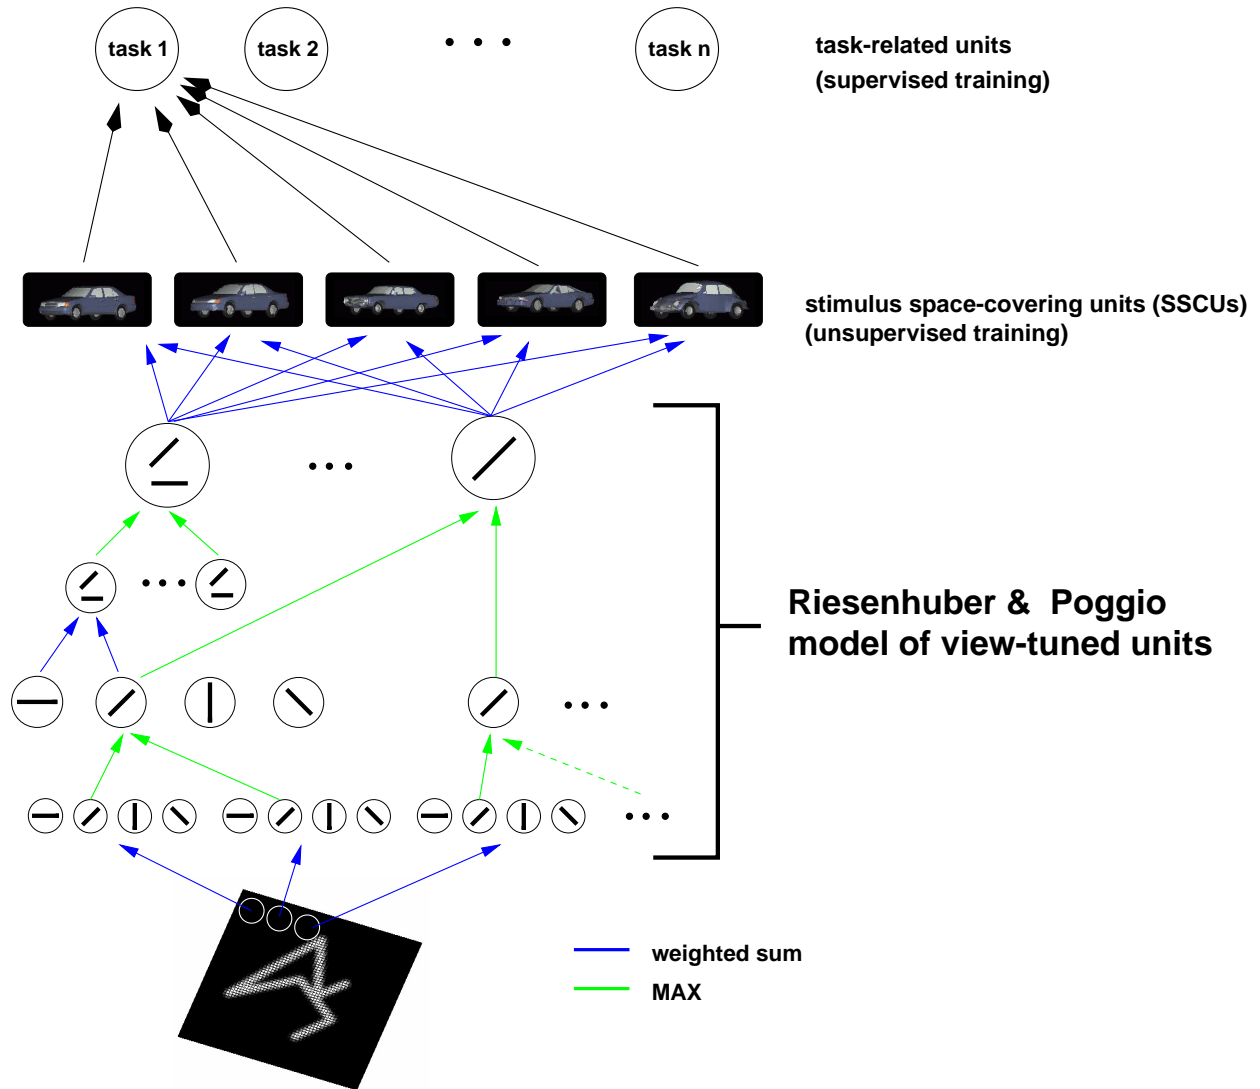 task 1
task 2
task n
task-related units
(supervised training)
stimulus space-covering units (SSCUs)
(unsupervised training)
Riesenhuber & Poggio
model of view-tuned units
weighted sum
MAX